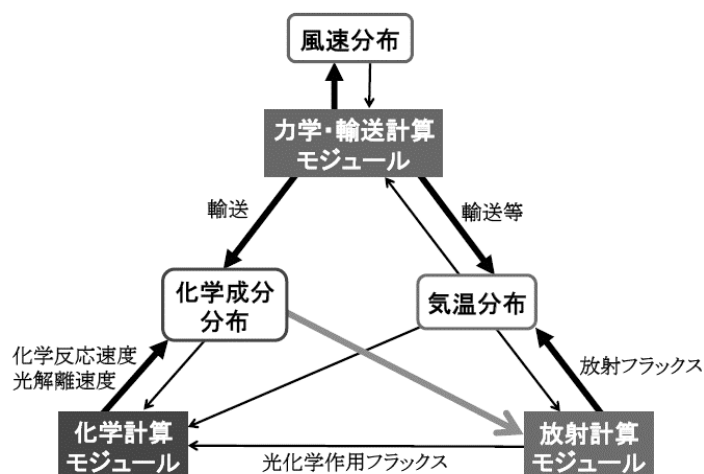 風速分布
力学・輸送計算
モジュール
輸送
輸送等
化学成分
分布
気温分布
化学反応速度
光解離速度
放射フラックス
化学計算
モジュール
光化学作用フラックス
放射計算
モジュール